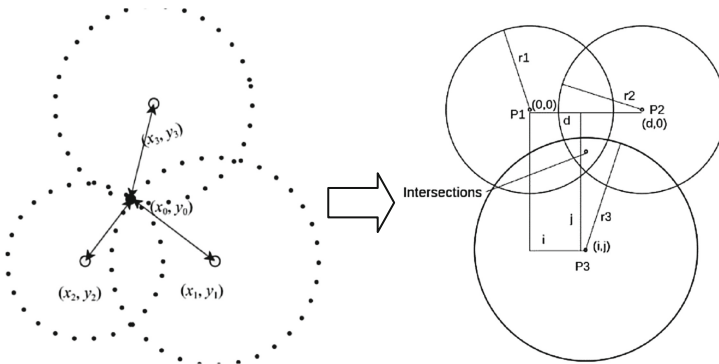 (x₃, y₃)
(x₀, y₀)
(x₂, y₂)
(x₁, y₁)
r1
r2
P1
(0,0)
P2
d
(d,0)
Intersections
j
r3
i
(i,j)
P3